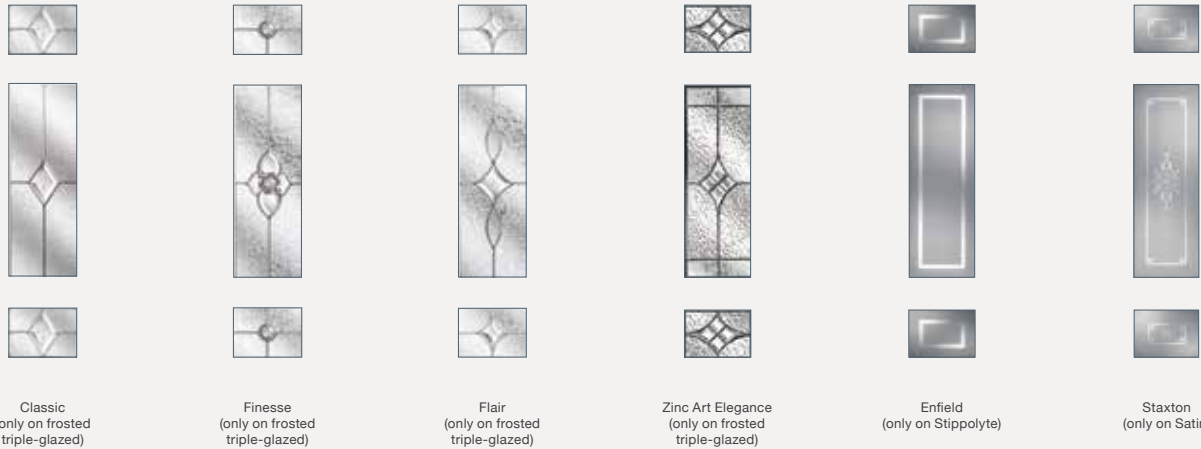 Classic
only on frosted
triple-glazed)
Finesse
(only on frosted
triple-glazed)
Flair
(only on frosted
triple-glazed)
Zinc Art Elegance
(only on frosted
triple-glazed)
Enfield
(only on Stippolyte)
Staxton
(only on Satin